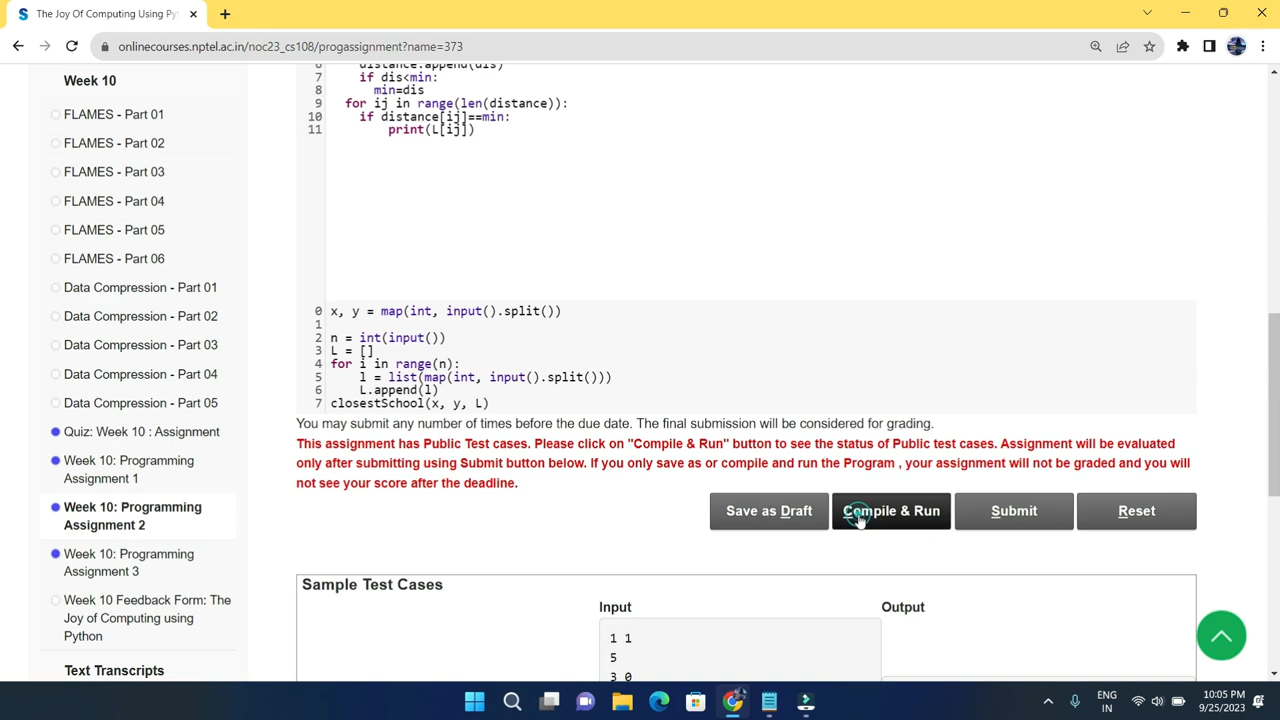 The Joy Of Computing Using Py
onlinecourses.nptel.ac.in/noc23_cs108/progassignment?name=373
Week 10
FLAMES - Part 01
FLAMES - Part 02
FLAMES - Part 03
FLAMES - Part 04
FLAMES - Part 05
FLAMES - Part 06
Data Compression - Part 01
Data Compression - Part 02
Data Compression - Part 03
Data Compression - Part 04
Data Compression - Part 05
Quiz: Week 10 : Assignment
Week 10: Programming
Assignment 1
Week 10: Programming
Assignment 2
Week 10: Programming
Assignment 3
Week 10 Feedback Form: The
Joy of Computing using
Python
Text Transcripts
6 distance.append(dis)
7 if dis<min:
8 min=dis
9 for ij in range(len(distance)):
10 if distance[ij]==min:
11 print(L[ij])
0 x, y = map(int, input().split())
1
2 n = int(input())
3 L = []
4 for i in range(n):
5 l = list(map(int, input().split()))
6 L.append(l)
7 closestSchool(x, y, L)
You may submit any number of times before the due date. The final submission will be considered for grading.
This assignment has Public Test cases. Please click on "Compile & Run" button to see the status of Public test cases. Assignment will be evaluated
only after submitting using Submit button below. If you only save as or compile and run the Program , your assignment will not be graded and you will
not see your score after the deadline.
Save as Draft Compile & Run Submit Reset
Sample Test Cases
Input Output
1 1
5
3 0
ENG
IN
10:05 PM
9/25/2023